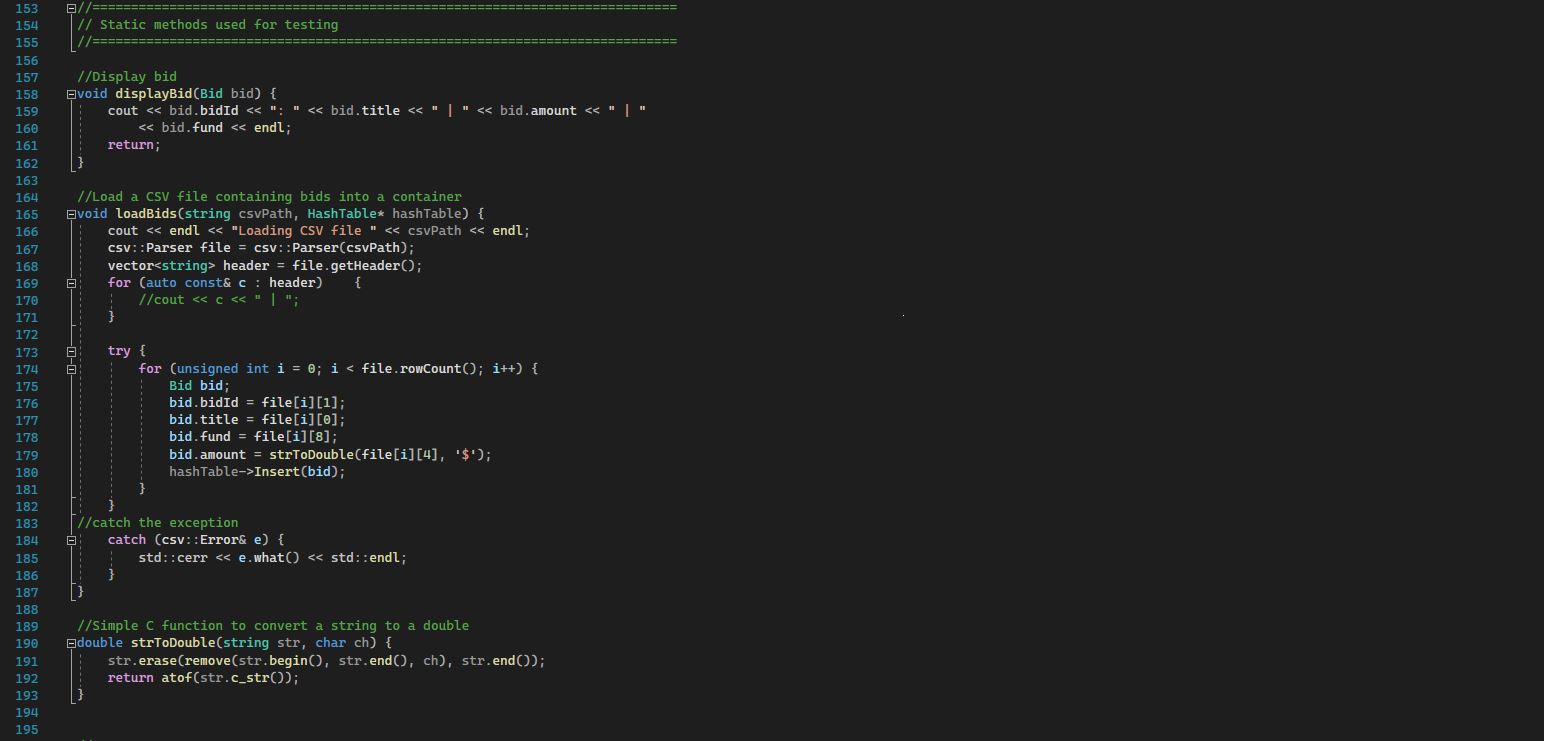 153 //============================================================================
154 // Static methods used for testing
155 //============================================================================
156
157 //Display bid
158 void displayBid(Bid bid) {
159     cout << bid.bidId << ": " << bid.title << " | " << bid.amount << " | "
160         << bid.fund << endl;
161     return;
162 }
163
164 //Load a CSV file containing bids into a container
165 void loadBids(string csvPath, HashTable* hashTable) {
166     cout << endl << "Loading CSV file " << csvPath << endl;
167     csv::Parser file = csv::Parser(csvPath);
168     vector<string> header = file.getHeader();
169     for (auto const& c : header)    {
170         //cout << c << " | ";
171     }
172
173     try {
174         for (unsigned int i = 0; i < file.rowCount(); i++) {
175             Bid bid;
176             bid.bidId = file[i][1];
177             bid.title = file[i][0];
178             bid.fund = file[i][8];
179             bid.amount = strToDouble(file[i][4], '$');
180             hashTable->Insert(bid);
181         }
182     }
183 //catch the exception
184     catch (csv::Error& e) {
185         std::cerr << e.what() << std::endl;
186     }
187 }
188
189 //Simple C function to convert a string to a double
190 double strToDouble(string str, char ch) {
191     str.erase(remove(str.begin(), str.end(), ch), str.end());
192     return atof(str.c_str());
193 }
194
195